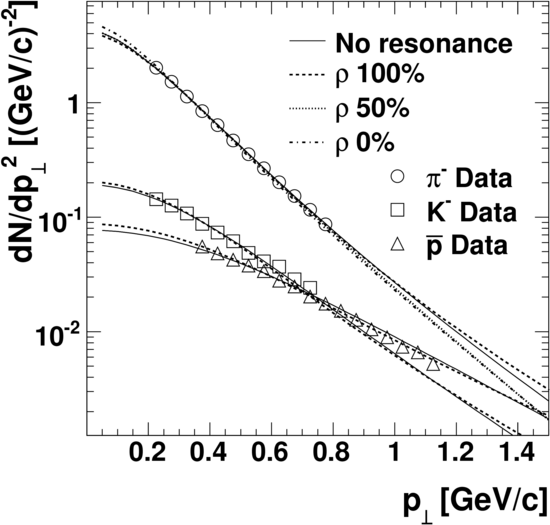 dN/dp⊥² [(GeV/c)⁻²]
No resonance
ρ 100%
ρ 50%
ρ 0%
π⁻ Data
K⁻ Data
p̅ Data
1
10⁻¹
10⁻²
0.2 0.4 0.6 0.8 1 1.2 1.4
p⊥ [GeV/c]